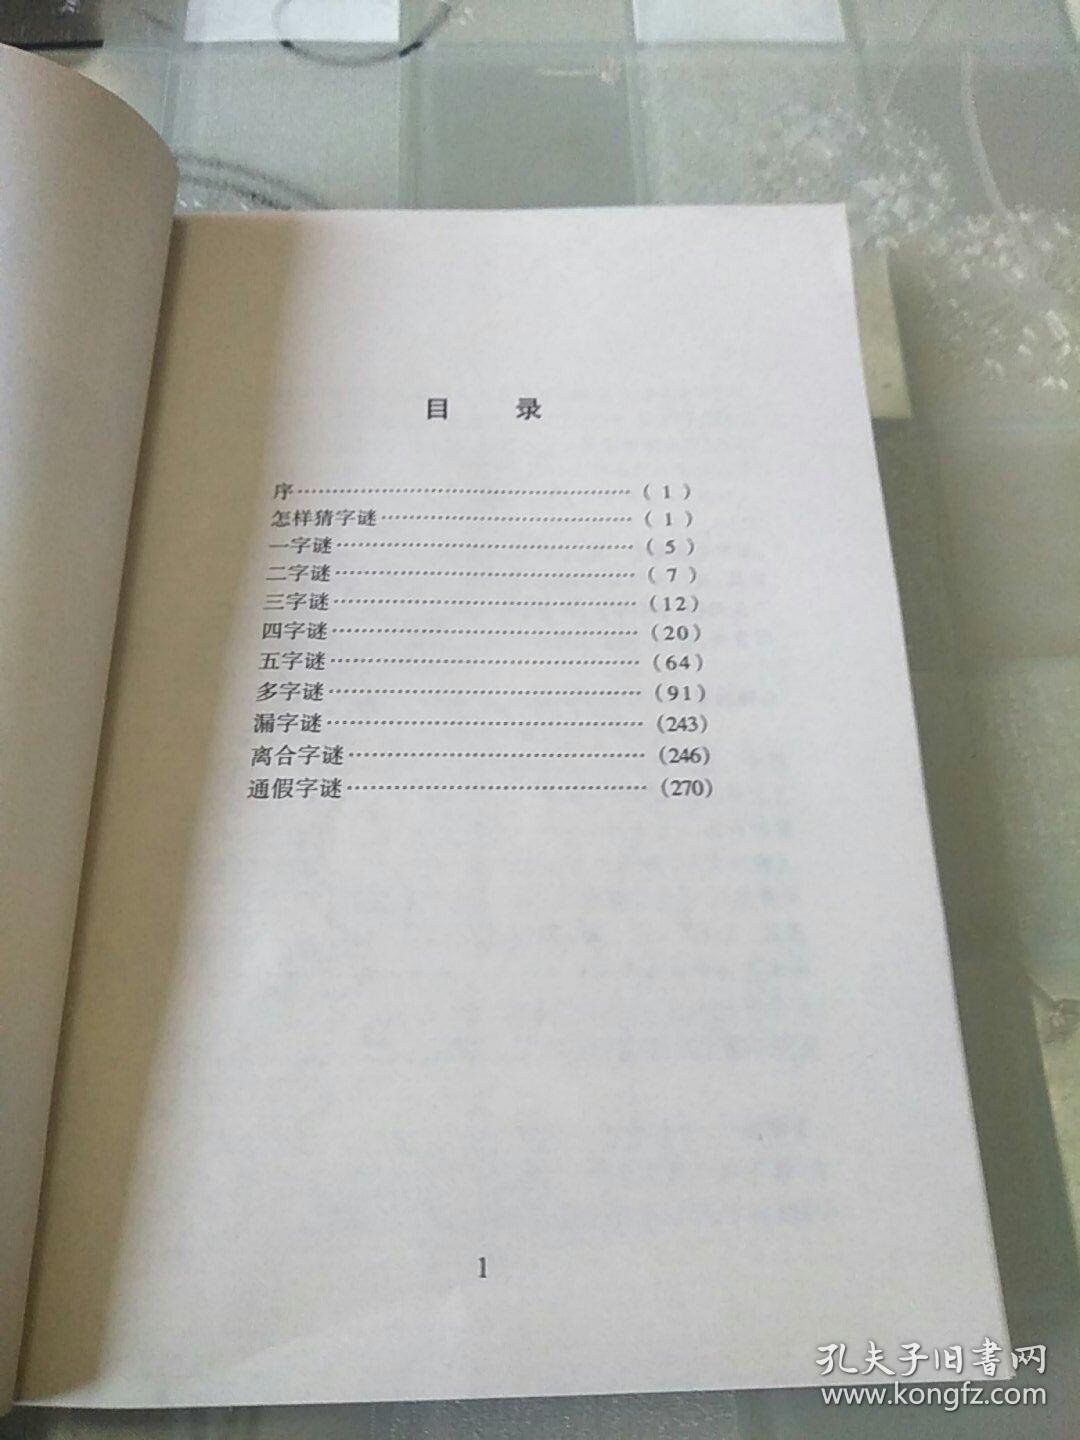 目 录
序……………………………………………( 1 )
怎样猜字谜…………………………………( 1 )
一字谜………………………………………( 5 )
二字谜………………………………………( 7 )
三字谜………………………………………(12)
四字谜………………………………………(20)
五字谜………………………………………(64)
多字谜………………………………………(91)
漏字谜………………………………………(243)
离合字谜……………………………………(246)
通假字谜……………………………………(270)
1
孔夫子旧書网
www.kongfz.com